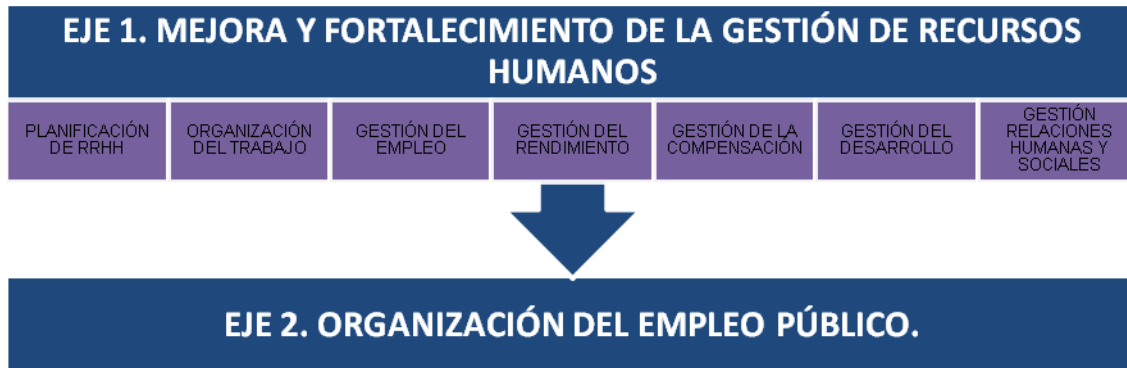 EJE 1. MEJORA Y FORTALECIMIENTO DE LA GESTIÓN DE RECURSOS
HUMANOS
PLANIFICACIÓN
DE RRHH
ORGANIZACIÓN
DEL TRABAJO
GESTIÓN DEL
EMPLEO
GESTIÓN DEL
RENDIMIENTO
GESTIÓN DE LA
COMPENSACIÓN
GESTIÓN DEL
DESARROLLO
GESTIÓN
RELACIONES
HUMANAS Y
SOCIALES
EJE 2. ORGANIZACIÓN DEL EMPLEO PÚBLICO.